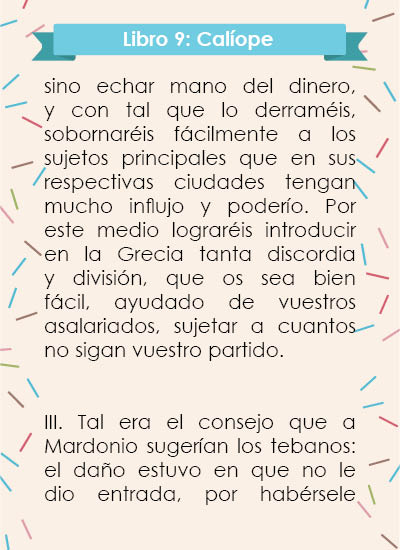 Libro 9: Calíope
sino echar mano del dinero,
y con tal que lo derraméis,
sobornaréis fácilmente a los
sujetos principales que en sus
respectivas ciudades tengan
mucho influjo y poderío. Por
este medio lograréis introducir
en la Grecia tanta discordia
y división, que os sea bien
fácil, ayudado de vuestros
asalariados, sujetar a cuantos
no sigan vuestro partido.
III. Tal era el consejo que a
Mardonio sugerían los tebanos:
el daño estuvo en que no le
dio entrada, por habérsele